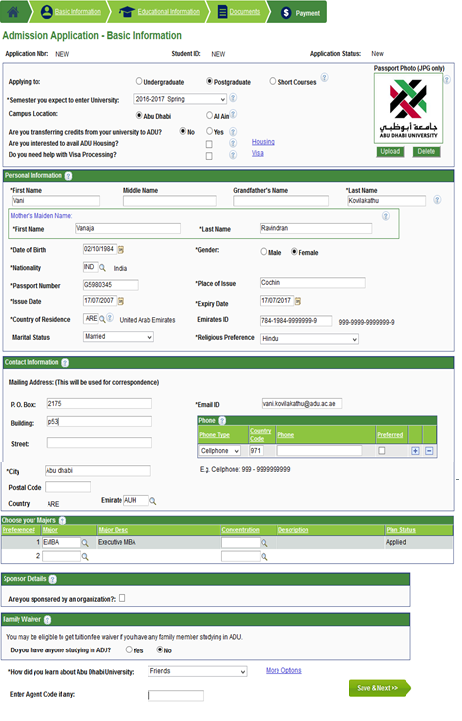 Basic Information
Educational Information
Documents
$ Payment
Admission Application - Basic Information
Application Nbr: NEW Student ID: NEW Application Status: New
Passport Photo (JPG only)
Applying to: Undergraduate Postgraduate Short Courses
*Semester you expect to enter University: 2016-2017 Spring
Campus Location: Abu Dhabi Al Ain
Are you transferring credits from your university to ADU? No Yes
Are you interested to avail ADU Housing? Housing
Do you need help with Visa Processing? Visa
جامعة أبوظبي
ABU DHABI UNIVERSITY
Upload Delete
Personal Information
*First Name Middle Name Grandfather's Name *Last Name
Vani Kovilakathu
Mother's Maiden Name:
*First Name Vanaja *Last Name Ravindran
*Date of Birth 02/10/1984 *Gender: Male Female
*Nationality IND India
*Passport Number G5980345 *Place of Issue Cochin
*Issue Date 17/07/2007 *Expiry Date 17/07/2017
*Country of Residence ARE United Arab Emirates Emirates ID 784-1984-9999999-9 999-9999-9999999-9
Marital Status Married *Religious Preference Hindu
Contact Information
Mailing Address: (This will be used for correspondence)
P. O. Box: 2175 *Email ID vani.kovilakathu@adu.ac.ae
Building: p53
Phone
Phone Type Country Code Phone Preferred
Cellphone 971
Street:
*City Abu dhabi E.g. Cellphone: 999 - 9999999999
Postal Code
Country ARE Emirate AUH
Choose your Majors
Preference# Major Major Desc Concentration Description Plan Status
1 EMBA Executive MBA Applied
2
Sponsor Details
Are you sponsored by an organization?:
Family Waiver
You may be eligible to get tuition fee waiver if you have any family member studying in ADU.
Do you have anyone studying in ADU? Yes No
*How did you learn about Abu Dhabi University: Friends More Options
Enter Agent Code if any:
Save & Next >>